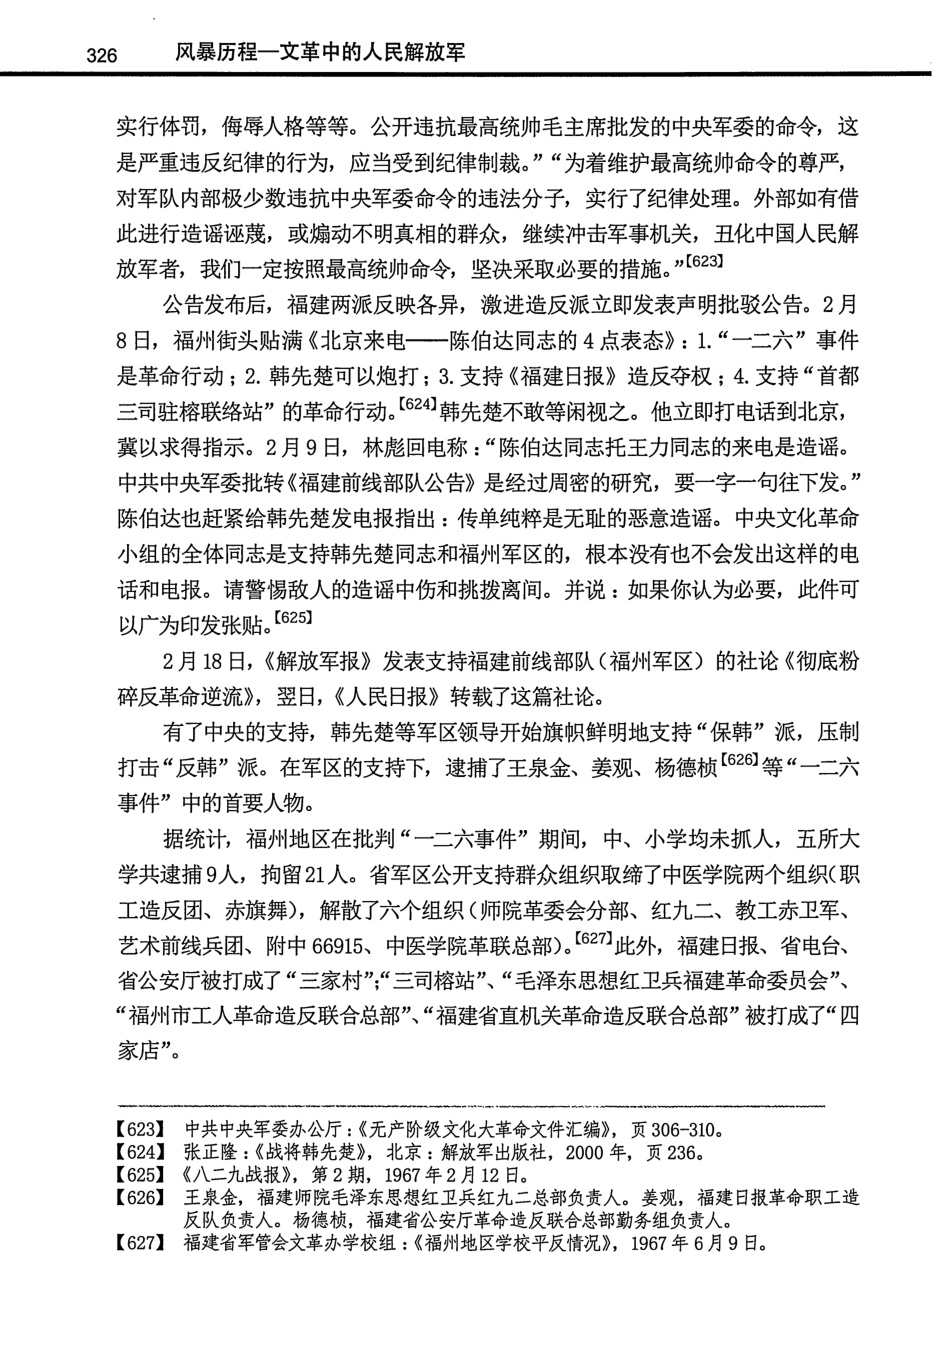 326 风暴历程—文革中的人民解放军
实行体罚，侮辱人格等等。公开违抗最高统帅毛主席批发的中央军委的命令，这
是严重违反纪律的行为，应当受到纪律制裁。”“为着维护最高统帅命令的尊严，
对军队内部极少数违抗中央军委命令的违法分子，实行了纪律处理。外部如有借
此进行造谣诬蔑，或煽动不明真相的群众，继续冲击军事机关，丑化中国人民解
放军者，我们一定按照最高统帅命令，坚决采取必要的措施。”【623】
公告发布后，福建两派反映各异，激进造反派立即发表声明批驳公告。2 月
8 日，福州街头贴满《北京来电——陈伯达同志的 4 点表态》：1.“一二六”事件
是革命行动；2. 韩先楚可以炮打；3. 支持《福建日报》造反夺权；4. 支持“首都
三司驻榕联络站”的革命行动。【624】韩先楚不敢等闲视之。他立即打电话到北京，
冀以求得指示。2 月 9 日，林彪回电称：“陈伯达同志托王力同志的来电是造谣。
中共中央军委批转《福建前线部队公告》是经过周密的研究，要一字一句往下发。”
陈伯达也赶紧给韩先楚发电报指出：传单纯粹是无耻的恶意造谣。中央文化革命
小组的全体同志是支持韩先楚同志和福州军区的，根本没有也不会发出这样的电
话和电报。请警惕敌人的造谣中伤和挑拨离间。并说：如果你认为必要，此件可
以广为印发张贴。【625】
2 月 18 日，《解放军报》发表支持福建前线部队（福州军区）的社论《彻底粉
碎反革命逆流》，翌日，《人民日报》转载了这篇社论。
有了中央的支持，韩先楚等军区领导开始旗帜鲜明地支持“保韩”派，压制
打击“反韩”派。在军区的支持下，逮捕了王泉金、姜观、杨德桢【626】等“一二六
事件”中的首要人物。
据统计，福州地区在批判“一二六事件”期间，中、小学均未抓人，五所大
学共逮捕9人，拘留21人。省军区公开支持群众组织取缔了中医学院两个组织（职
工造反团、赤旗舞），解散了六个组织（师院革委会分部、红九二、教工赤卫军、
艺术前线兵团、附中 66915、中医学院革联总部）。【627】此外，福建日报、省电台、
省公安厅被打成了“三家村”；“三司榕站”、“毛泽东思想红卫兵福建革命委员会”、
“福州市工人革命造反联合总部”、“福建省直机关革命造反联合总部”被打成了“四
家店”。
【623】 中共中央军委办公厅：《无产阶级文化大革命文件汇编》，页 306-310。
【624】 张正隆：《战将韩先楚》，北京：解放军出版社，2000 年，页 236。
【625】 《八二九战报》，第 2 期，1967 年 2 月 12 日。
【626】 王泉金，福建师院毛泽东思想红卫兵红九二总部负责人。姜观，福建日报革命职工造
反队负责人。杨德桢，福建省公安厅革命造反联合总部勤务组负责人。
【627】 福建省军管会文革办学校组：《福州地区学校平反情况》，1967 年 6 月 9 日。